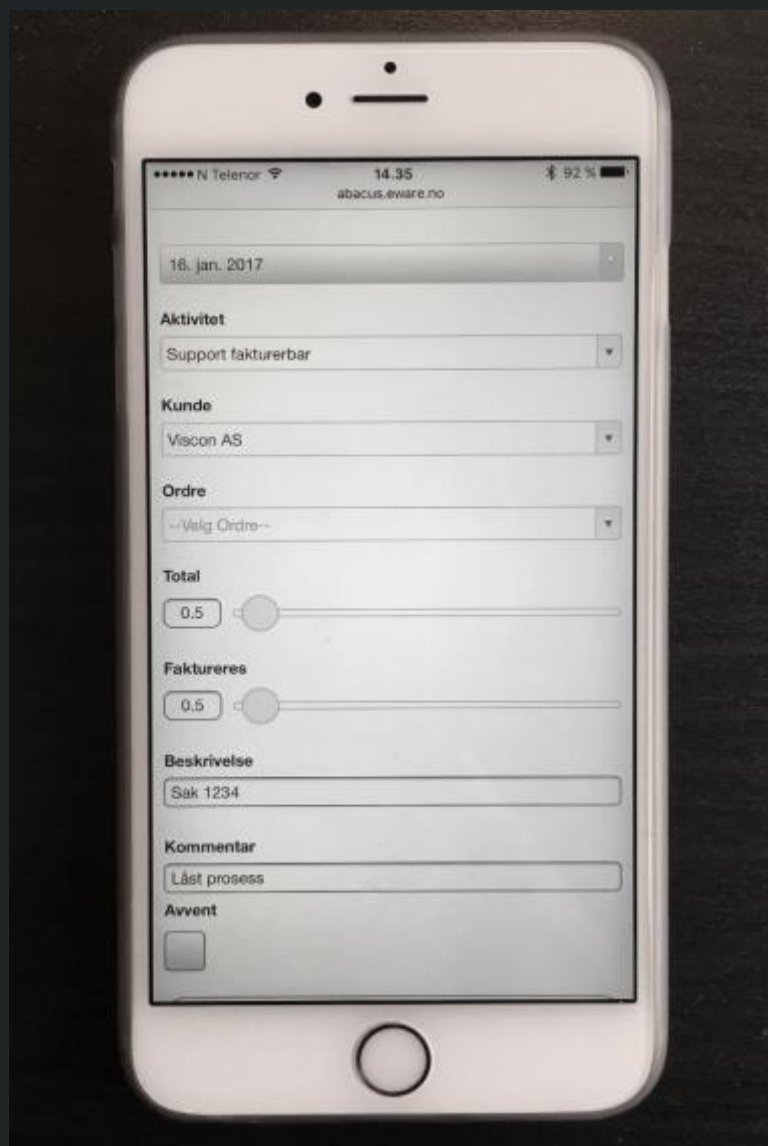 N Telenor 14.35 92 %
abacus.eware.no
16. jan. 2017
Aktivitet
Support fakturerbar
Kunde
Viscon AS
Ordre
--Velg Ordre--
Total
0.5
Faktureres
0.5
Beskrivelse
Sak 1234
Kommentar
Låst prosess
Avvent